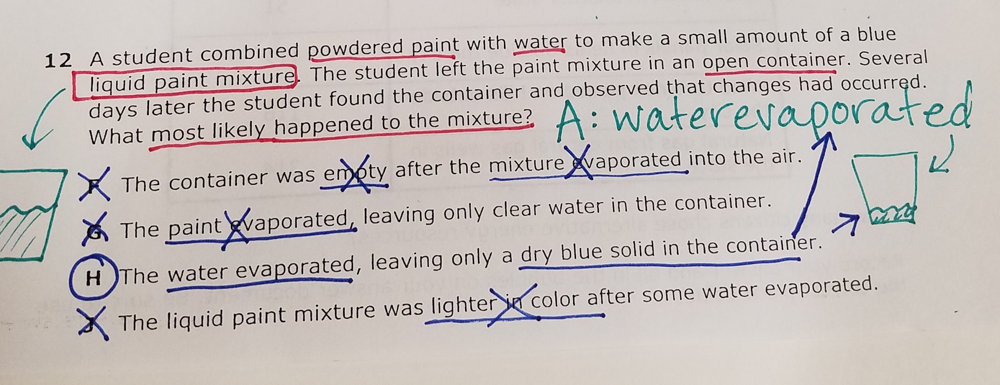 12 A student combined powdered paint with water to make a small amount of a blue
liquid paint mixture. The student left the paint mixture in an open container. Several
days later the student found the container and observed that changes had occurred.
What most likely happened to the mixture? A: water evaporated
F The container was empty after the mixture evaporated into the air.
G The paint evaporated, leaving only clear water in the container.
H The water evaporated, leaving only a dry blue solid in the container.
J The liquid paint mixture was lighter in color after some water evaporated.